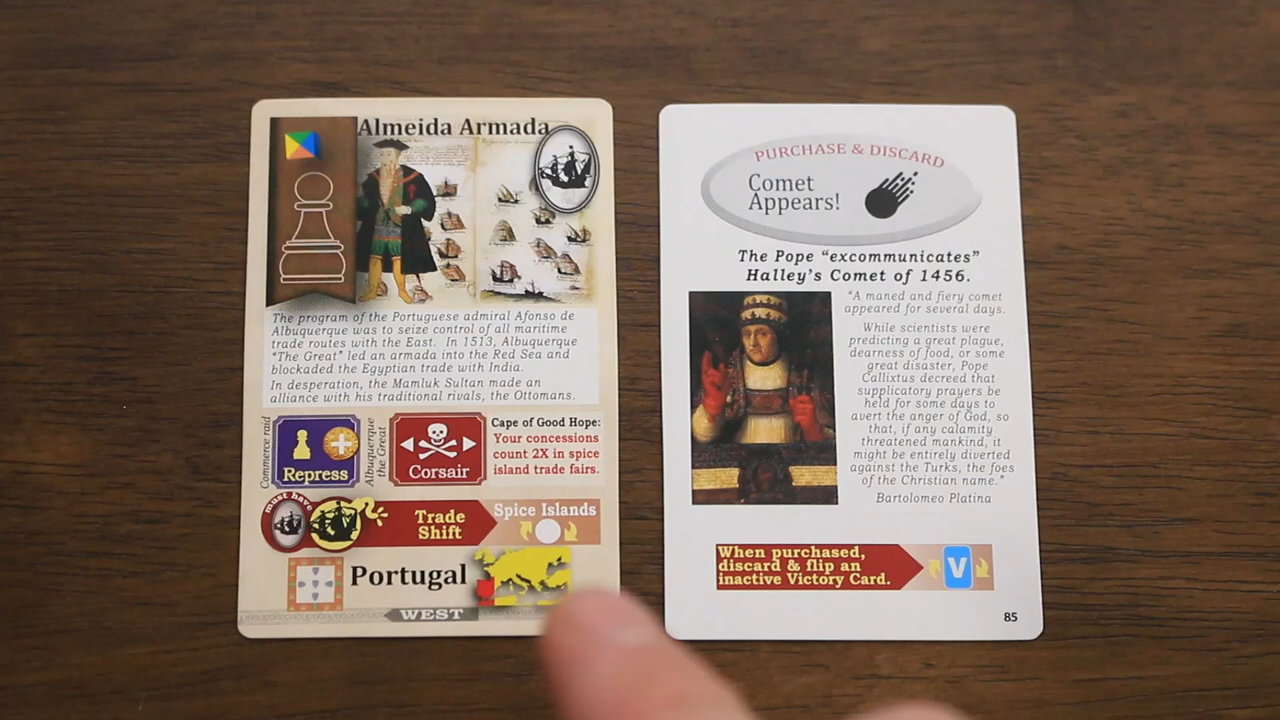 Almeida Armada
The program of the Portuguese admiral Afonso de
Albuquerque was to seize control of all maritime
trade routes with the East. In 1513, Albuquerque
"The Great" led an armada into the Red Sea and
blockaded the Egyptian trade with India.
In desperation, the Mamluk Sultan made an
alliance with his traditional rivals, the Ottomans.
Commerce raid
Repress
Albuquerque
the Great
Corsair
Cape of Good Hope:
Your concessions
count 2X in spice
island trade fairs.
must have
Trade
Shift
Spice Islands
Portugal
WEST
PURCHASE & DISCARD
Comet
Appears!
The Pope “excommunicates”
Halley's Comet of 1456.
“A maned and fiery comet
appeared for several days.
While scientists were
predicting a great plague,
dearness of food, or some
great disaster, Pope
Callixtus decreed that
supplicatory prayers be
held for some days to
avert the anger of God, so
that, if any calamity
threatened mankind, it
might be entirely diverted
against the Turks, the foes
of the Christian name.”
Bartolomeo Platina
When purchased,
discard & flip an
inactive Victory Card.
V
85